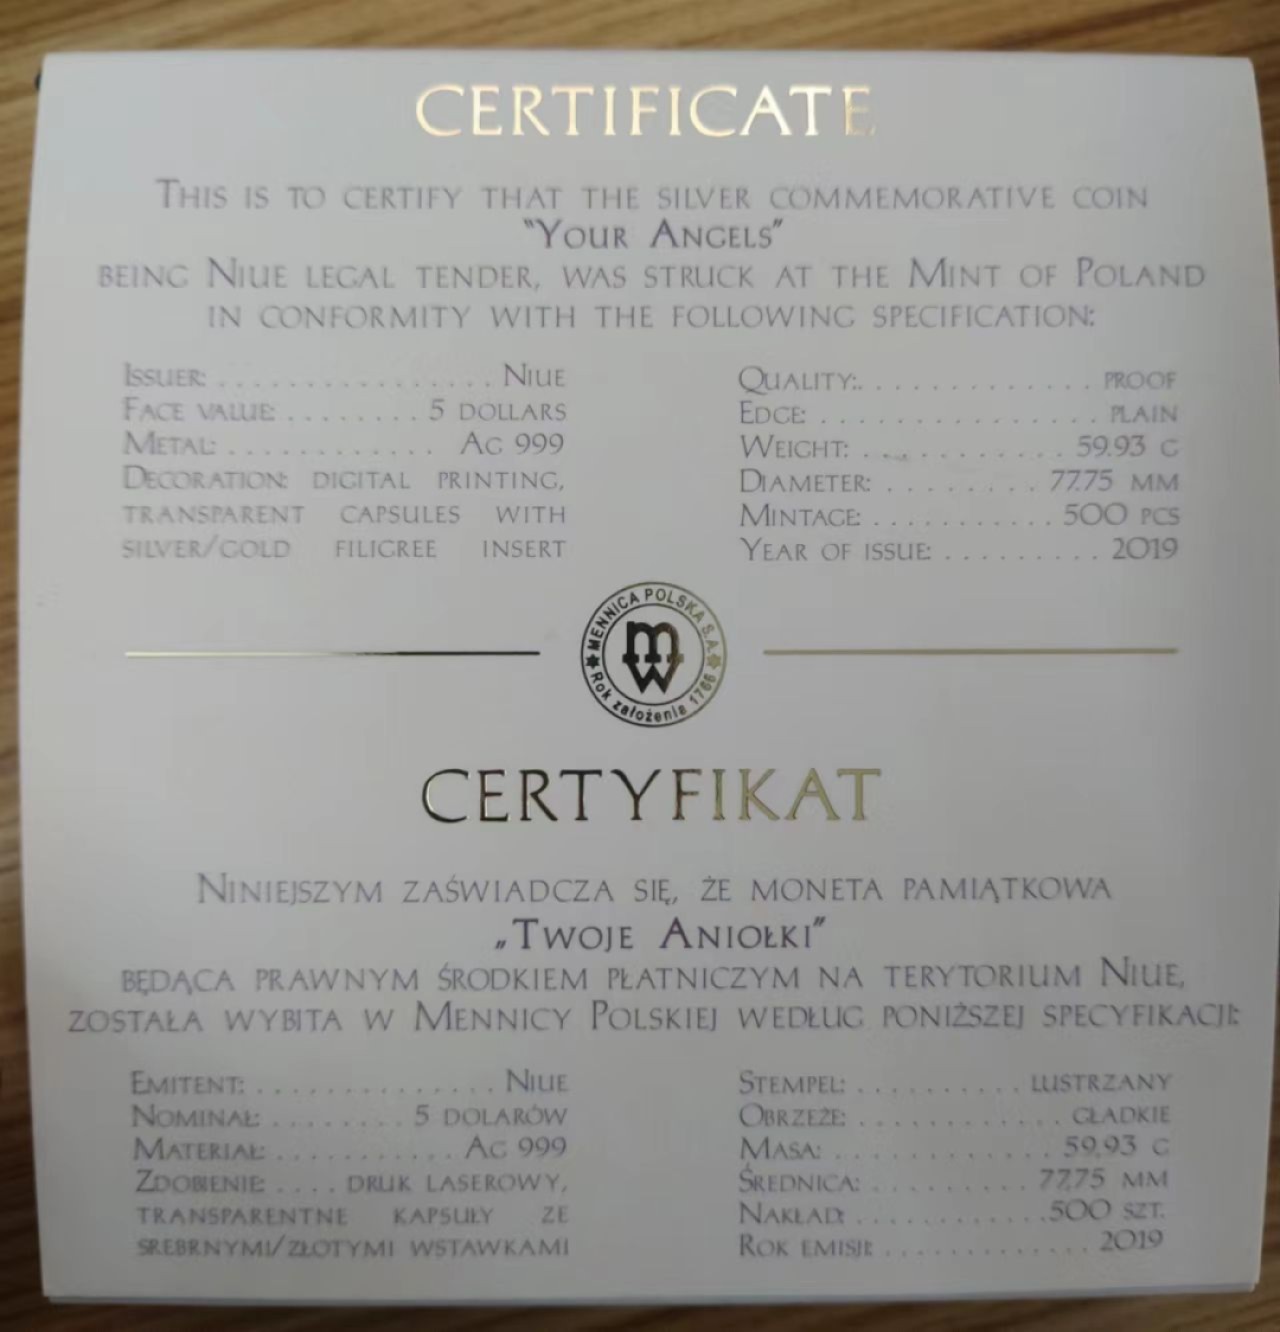 CERTIFICATE
THIS IS TO CERTIFY THAT THE SILVER COMMEMORATIVE COIN
"YOUR ANGELS"
BEING NIUE LEGAL TENDER, WAS STRUCK AT THE MINT OF POLAND
IN CONFORMITY WITH THE FOLLOWING SPECIFICATION:
ISSUER: ................ NIUE
FACE VALUE: ........ 5 DOLLARS
METAL: ............ AG 999
DECORATION: DIGITAL PRINTING,
TRANSPARENT CAPSULES WITH
SILVER/GOLD FILIGREE INSERT
QUALITY: ............. PROOF
EDGE: ................ PLAIN
WEIGHT: ............ 59.93 G
DIAMETER: ......... 77.75 MM
MINTAGE: ........... 500 PCS
YEAR OF ISSUE: .......... 2019
MENNICA POLSKA S.A.
mw
Rok założenia 1766
CERTYFIKAT
NINIEJSZYM ZAŚWIADCZA SIĘ, ŻE MONETA PAMIĄTKOWA
„TWOJE ANIOŁKI”
BĘDĄCA PRAWNYM ŚRODKIEM PŁATNICZYM NA TERYTORIUM NIUE,
ZOSTAŁA WYBITA W MENNICY POLSKIEJ WEDŁUG PONIŻSZEJ SPECYFIKACJI:
EMITENT: .............. NIUE
NOMINAŁ: ........ 5 DOLARÓW
MATERIAŁ: ........... AG 999
ZDOBIENIE: .... DRUK LASEROWY,
TRANSPARENTNE KAPSUŁY ZE
SREBRNYMI/ZŁOTYMI WSTAWKAMI
STEMPEL: .......... LUSTRZANY
OBRZEŻE: ............ GŁADKIE
MASA: ............. 59.93 G
ŚREDNICA: ......... 77.75 MM
NAKŁAD: ........... 500 SZT.
ROK EMISJI: ............. 2019